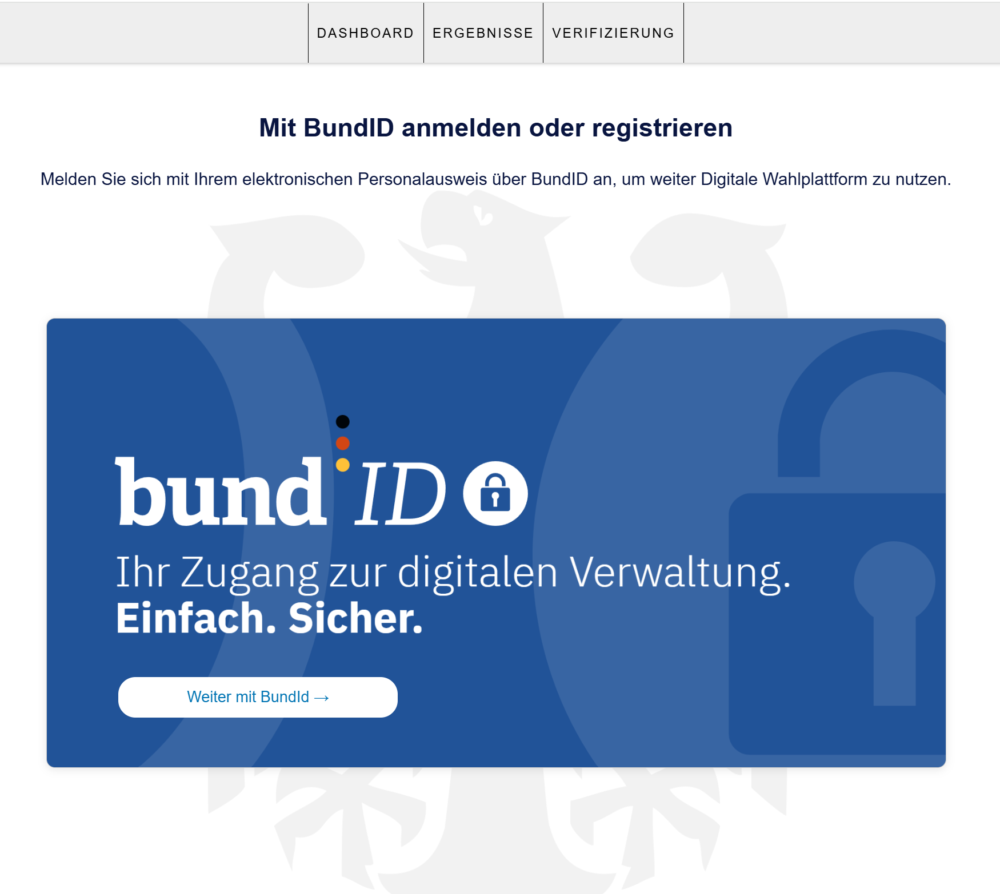 DASHBOARD ERGEBNISSE VERIFIZIERUNG
Mit BundID anmelden oder registrieren
Melden Sie sich mit Ihrem elektronischen Personalausweis über BundID an, um weiter Digitale Wahlplattform zu nutzen.
bund ID
Ihr Zugang zur digitalen Verwaltung.
Einfach. Sicher.
Weiter mit BundId →